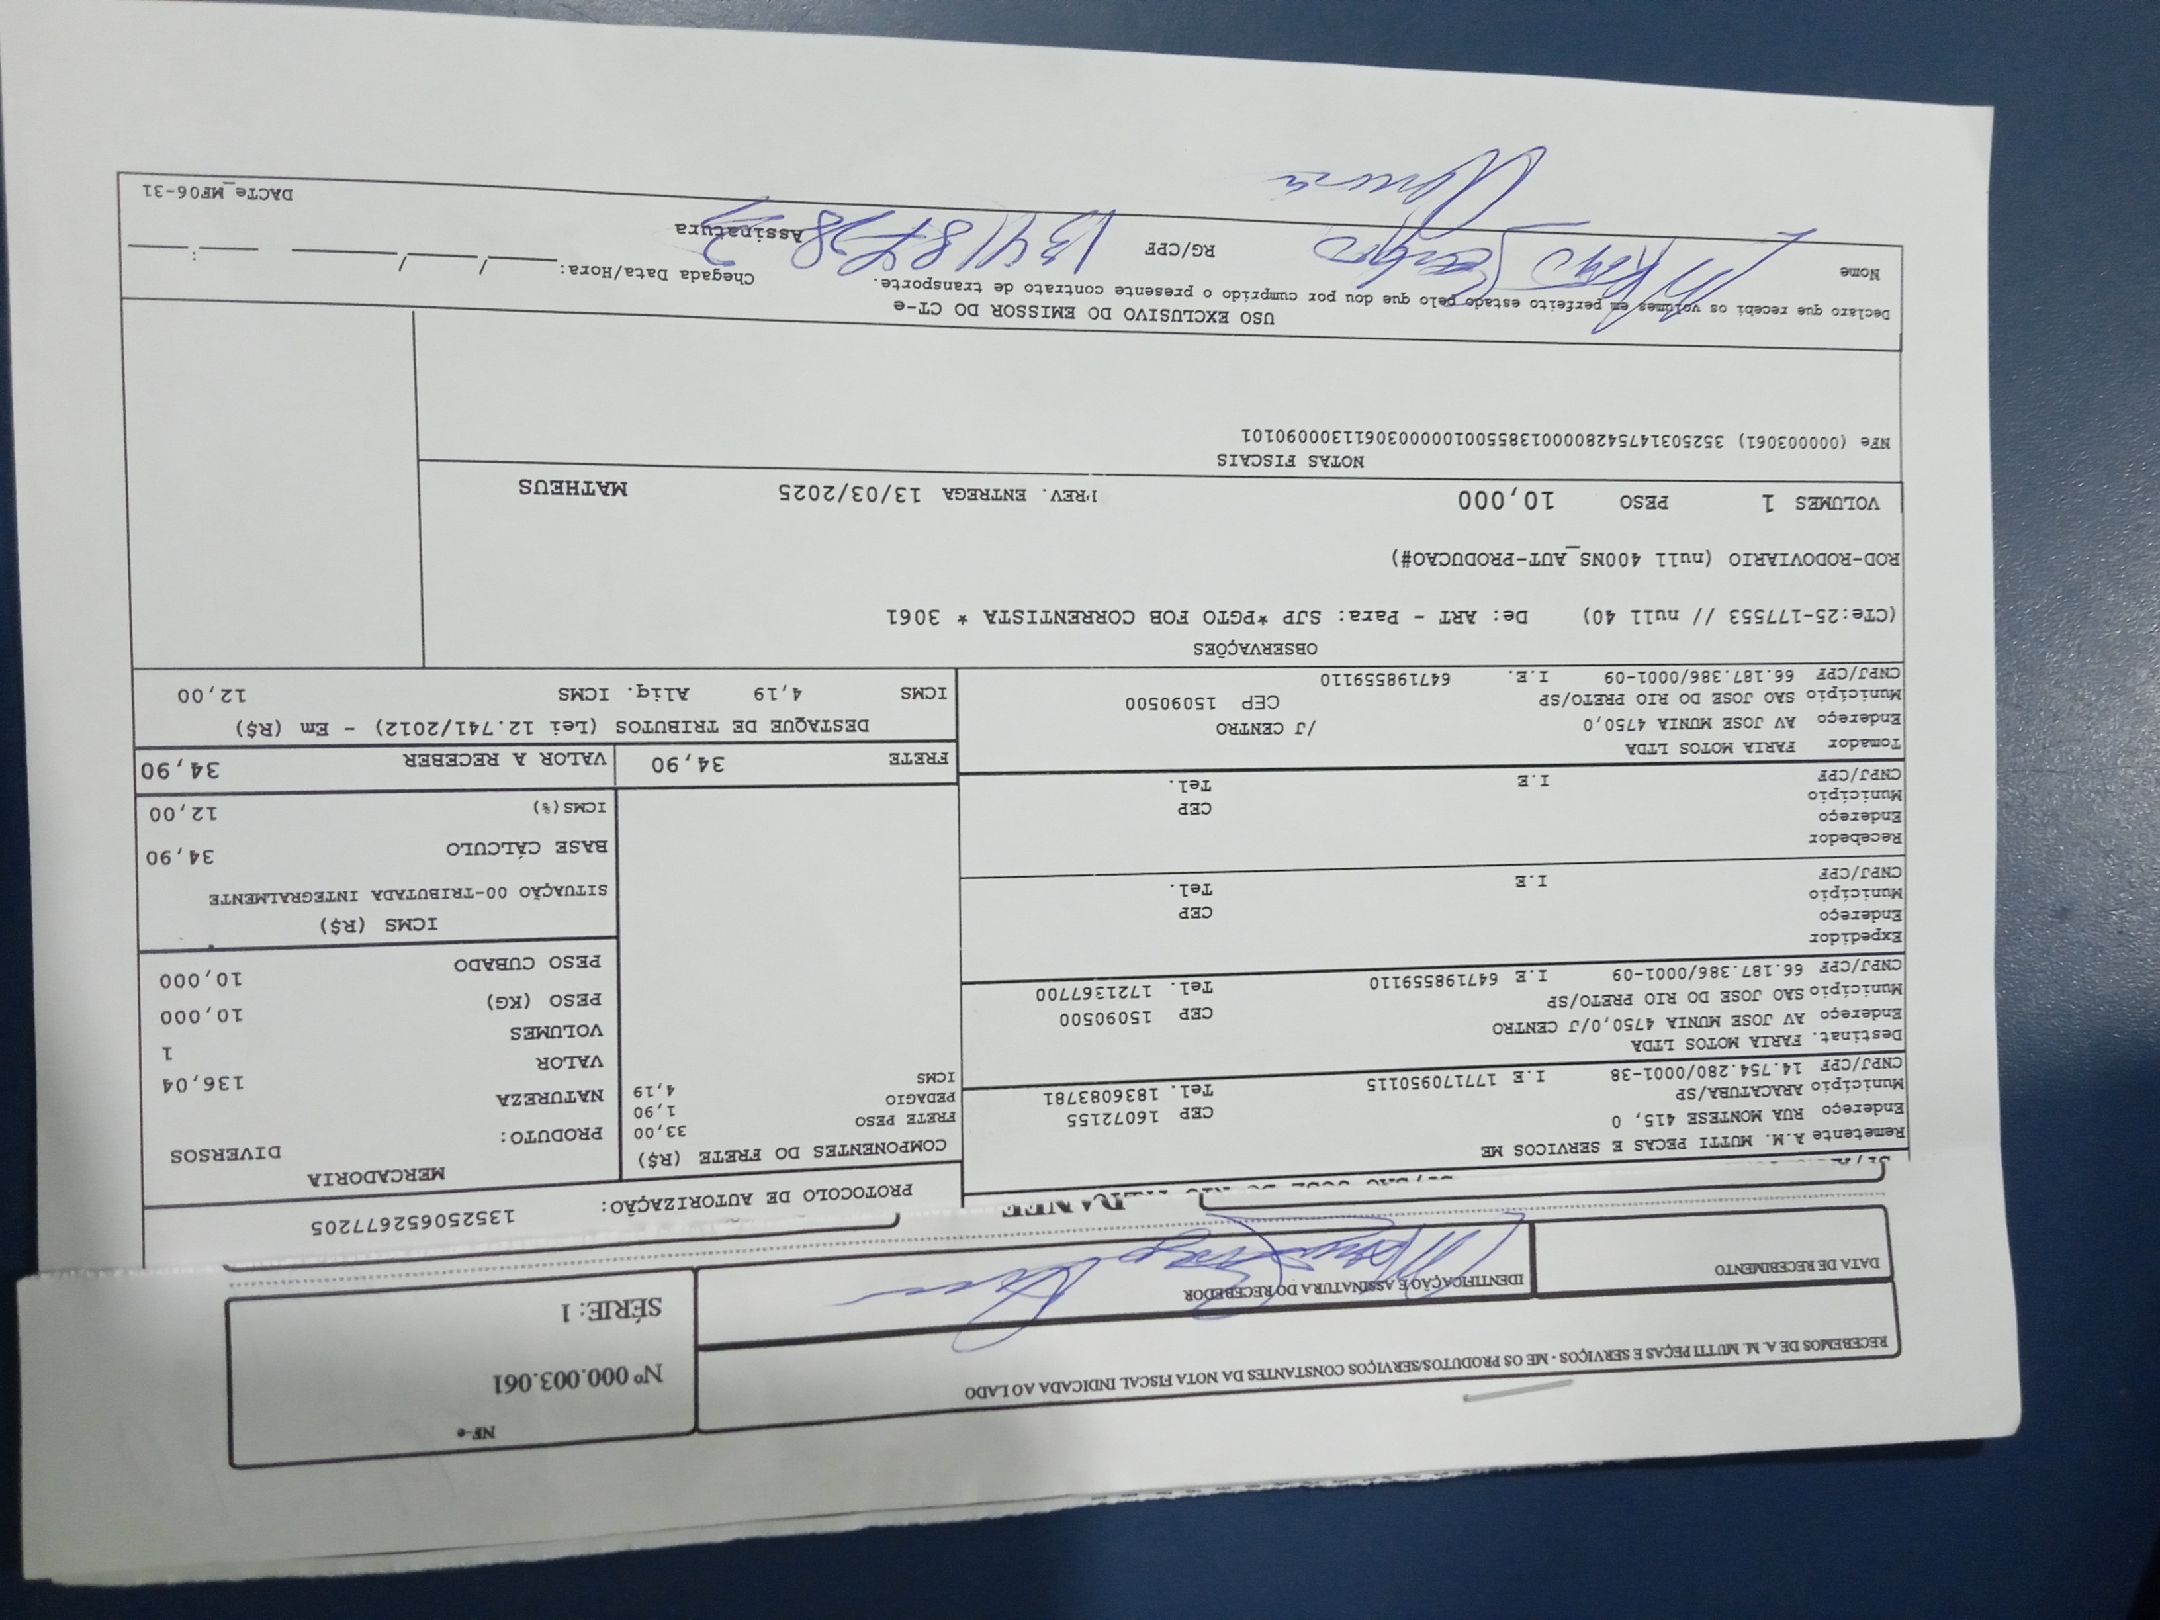 RECEBEMOS DE A. M. MUTTI PEÇAS E SERVIÇOS - ME OS PRODUTOS/SERVIÇOS CONSTANTES DA NOTA FISCAL INDICADA AO LADO
NF-e
Nº 000.003.061
SÉRIE: 1
DATA DE RECEBIMENTO
IDENTIFICAÇÃO E ASSINATURA DO RECEBEDOR
PROTOCOLO DE AUTORIZAÇÃO: 135250652677205
Remetente A.M. MUTTI PECAS E SERVICOS ME
Endereço RUA MONTESE 415, 0 CEP 16072155
Município ARACATUBA/SP Tel. 1836083781
CNPJ/CPF 14.754.280/0001-38 I.E 177170950115
Destinat. FARIA MOTOS LTDA
Endereço AV JOSE MUNIA 4750,0/J CENTRO CEP 15090500
Município SAO JOSE DO RIO PRETO/SP Tel. 1721367700
CNPJ/CPF 66.187.386/0001-09 I.E 647198559110
Expedidor
Endereço CEP
Município Tel.
CNPJ/CPF I.E
Recebedor
Endereço CEP
Município Tel.
CNPJ/CPF I.E
Tomador FARIA MOTOS LTDA
Endereço AV JOSE MUNIA 4750,0 /J CENTRO
Município SAO JOSE DO RIO PRETO/SP CEP 15090500
CNPJ/CPF 66.187.386/0001-09 I.E. 647198559110
COMPONENTES DO FRETE (R$)
FRETE PESO 33,00
PEDAGIO 1,90
ICMS 4,19
MERCADORIA
PRODUTO: DIVERSOS
NATUREZA
VALOR 136,04
VOLUMES 1
PESO (KG) 10,000
PESO CUBADO 10,000
ICMS (R$)
SITUAÇÃO 00-TRIBUTADA INTEGRALMENTE
BASE CÁLCULO 34,90
ICMS(%) 12,00
FRETE 34,90 VALOR A RECEBER 34,90
DESTAQUE DE TRIBUTOS (Lei 12.741/2012) - Em (R$)
ICMS 4,19 Aliq. ICMS 12,00
OBSERVAÇÕES
(CTe:25-177553 // null 40) De: ART - Para: SJP *PGTO FOB CORRENTISTA * 3061
ROD-RODOVIARIO (null 400NS_AUT-PRODUCAO#)
VOLUMES 1 PESO 10,000 PREV. ENTREGA 13/03/2025 MATHEUS
NOTAS FISCAIS
NFe (000003061) 35250314754280000138550010000030611300090101
USO EXCLUSIVO DO EMISSOR DO CT-e
Declaro que recebi os volumes em perfeito estado pelo que dou por cumprido o presente contrato de transporte.
Chegada Data/Hora: ___/___/___ __:__
Nome RG/CPF Assinatura
DACTe_MF06-31